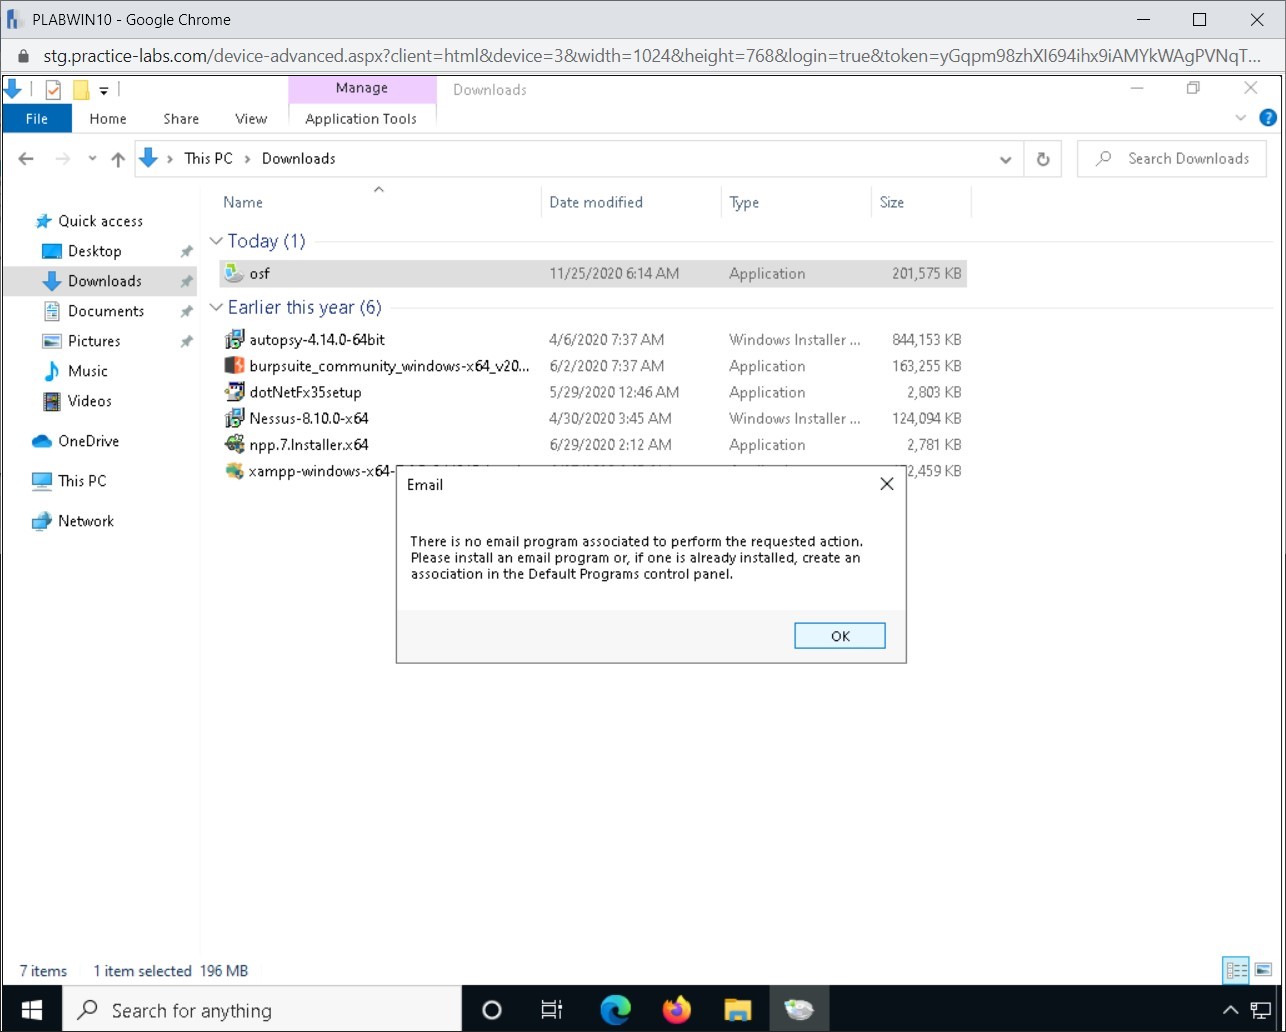 PLABWIN10 - Google Chrome
stg.practice-labs.com/device-advanced.aspx?client=html&device=3&width=1024&height=768&login=true&token=yGqpm98zhXI694ihx9iAMYkWAgPVNqT...
Manage
Downloads
File
Home
Share
View
Application Tools
This PC
Downloads
Search Downloads
Name
Date modified
Type
Size
Quick access
Desktop
Downloads
Documents
Pictures
Music
Videos
OneDrive
This PC
Network
Today (1)
osf 11/25/2020 6:14 AM Application 201,575 KB
Earlier this year (6)
autopsy-4.14.0-64bit 4/6/2020 7:37 AM Windows Installer ... 844,153 KB
burpsuite_community_windows-x64_v20... 6/2/2020 7:37 AM Application 163,255 KB
dotNetFx35setup 5/29/2020 12:46 AM Application 2,803 KB
Nessus-8.10.0-x64 4/30/2020 3:45 AM Windows Installer ... 124,094 KB
npp.7.Installer.x64 6/29/2020 2:12 AM Application 2,781 KB
xampp-windows-x64- 2,459 KB
Email
There is no email program associated to perform the requested action.
Please install an email program or, if one is already installed, create an
association in the Default Programs control panel.
OK
7 items
1 item selected 196 MB
Search for anything